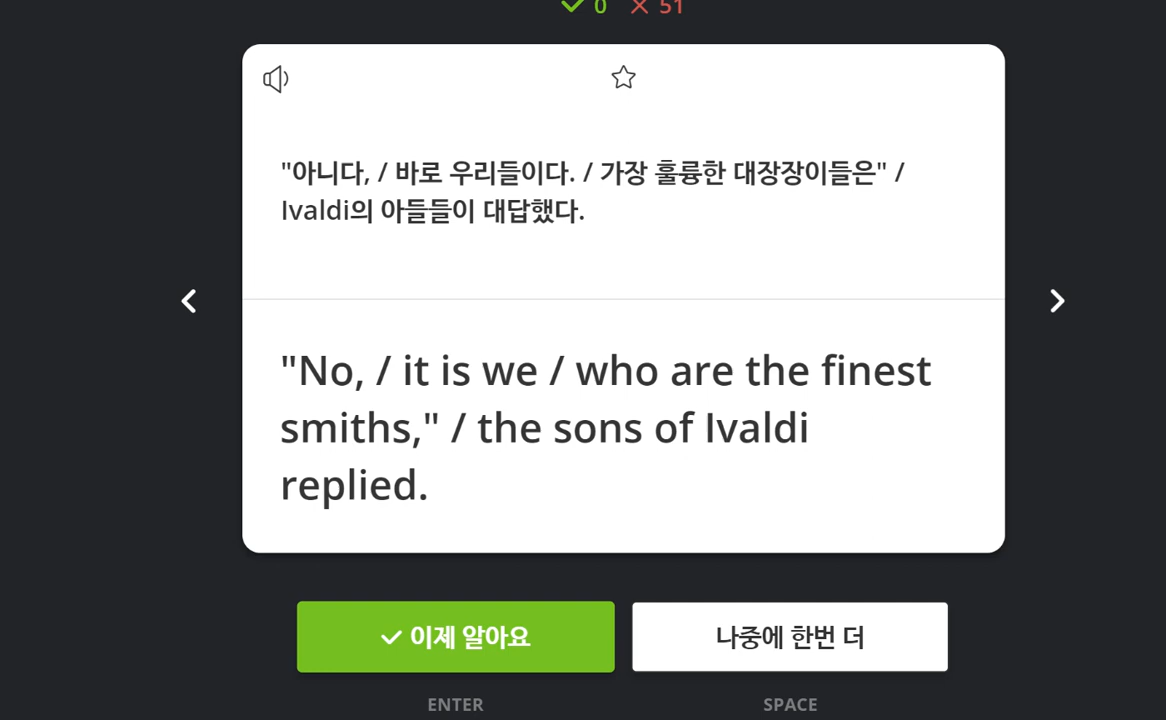 0 51
"아니다, / 바로 우리들이다. / 가장 훌륭한 대장장이들은" /
Ivaldi의 아들들이 대답했다.
"No, / it is we / who are the finest
smiths," / the sons of Ivaldi
replied.
이제 알아요 나중에 한번 더
ENTER SPACE